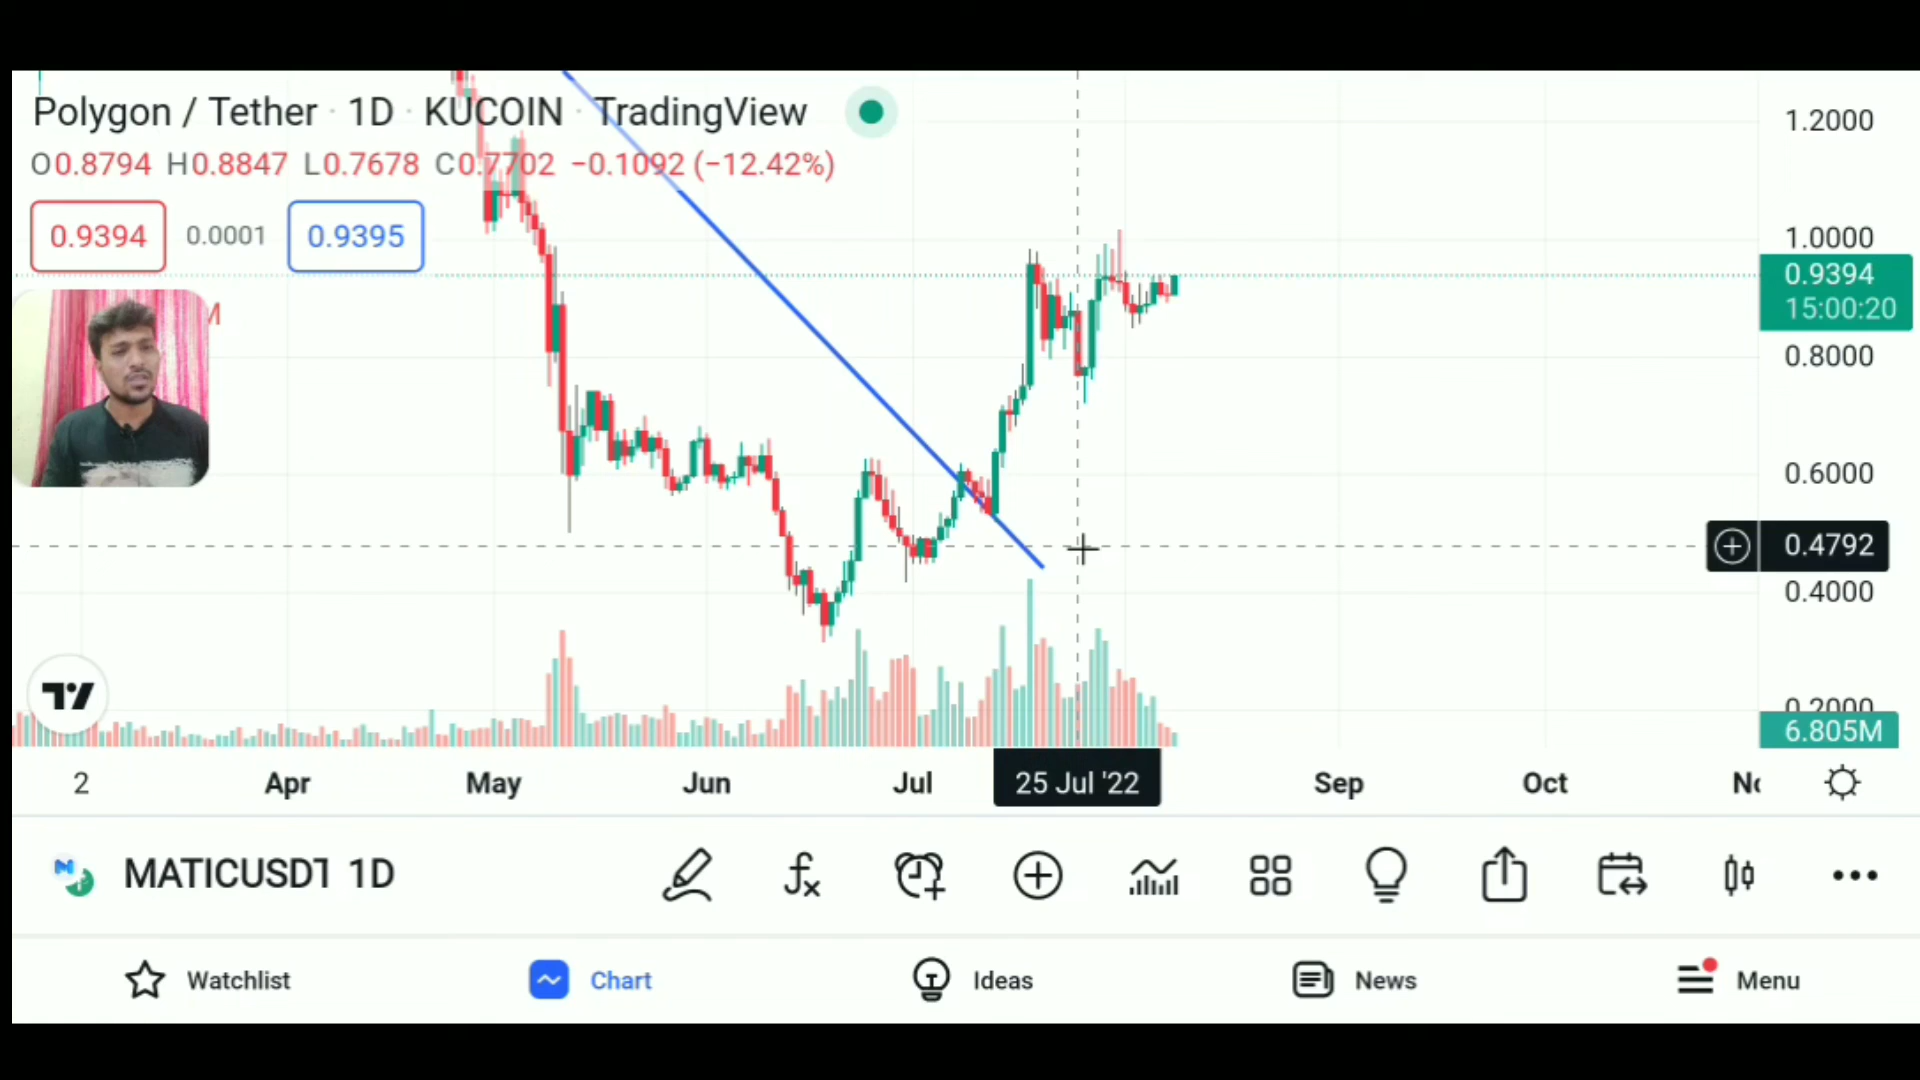 Polygon / Tether · 1D · KUCOIN · TradingView
O0.8794 H0.8847 L0.7678 C0.7702 −0.1092 (−12.42%)
0.9394 0.0001 0.9395
M
1.2000
1.0000
0.9394
15:00:20
0.8000
0.6000
0.4792
0.4000
0.2000
6.805M
2 Apr May Jun Jul 25 Jul '22 Sep Oct
MATICUSDT 1D
Watchlist Chart Ideas News Menu